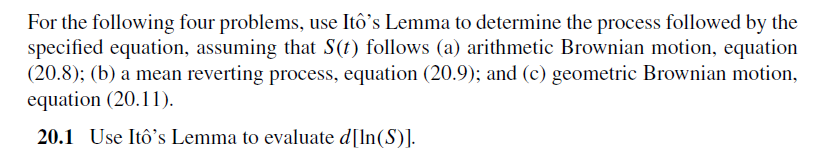 For the following four problems, use Itô’s Lemma to determine the process followed by the
specified equation, assuming that S(t) follows (a) arithmetic Brownian motion, equation
(20.8); (b) a mean reverting process, equation (20.9); and (c) geometric Brownian motion,
equation (20.11).
20.1 Use Itô’s Lemma to evaluate d[ln(S)].